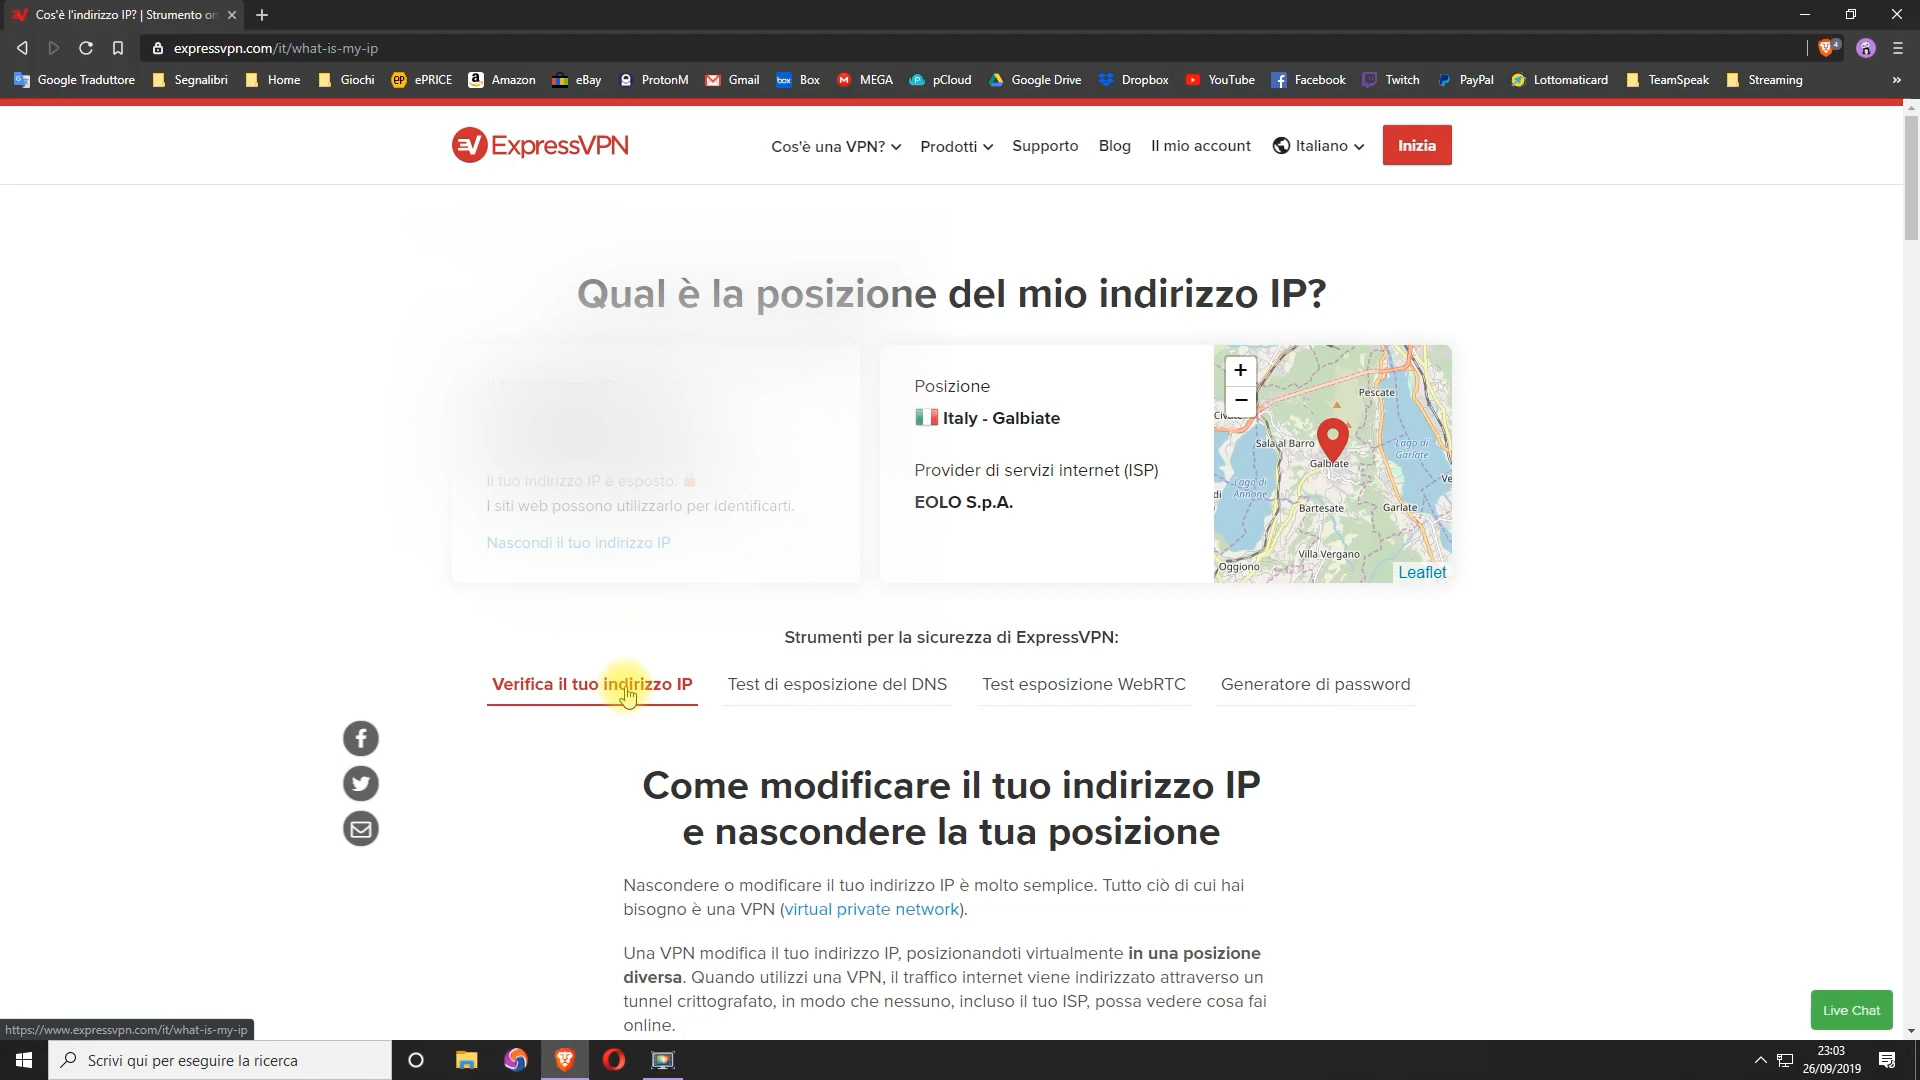 Cos'è l'indirizzo IP? | Strumento on
expressvpn.com/it/what-is-my-ip
4
Google Traduttore Segnalibri Home Giochi ePRICE Amazon eBay ProtonM Gmail Box MEGA pCloud Google Drive Dropbox YouTube Facebook Twitch PayPal Lottomaticard TeamSpeak Streaming »
ExpressVPN
Cos'è una VPN? Prodotti Supporto Blog Il mio account Italiano Inizia
Qual è la posizione del mio indirizzo IP?
Il tuo indirizzo IP è esposto.
I siti web possono utilizzarlo per identificarti.
Nascondi il tuo indirizzo IP
Posizione
Italy - Galbiate
Provider di servizi internet (ISP)
EOLO S.p.A.
+
−
Pescate
Sala al Barro
Galbiate
Lago di
Garlate
Lago di
Annone
Bartesate
Garlate
Villa Vergano
Oggiono
Leaflet
Strumenti per la sicurezza di ExpressVPN:
Verifica il tuo indirizzo IP Test di esposizione del DNS Test esposizione WebRTC Generatore di password
Come modificare il tuo indirizzo IP
e nascondere la tua posizione
Nascondere o modificare il tuo indirizzo IP è molto semplice. Tutto ciò di cui hai
bisogno è una VPN (virtual private network).
Una VPN modifica il tuo indirizzo IP, posizionandoti virtualmente in una posizione
diversa. Quando utilizzi una VPN, il traffico internet viene indirizzato attraverso un
tunnel crittografato, in modo che nessuno, incluso il tuo ISP, possa vedere cosa fai
online.
Live Chat
https://www.expressvpn.com/it/what-is-my-ip
Scrivi qui per eseguire la ricerca
23:03
26/09/2019